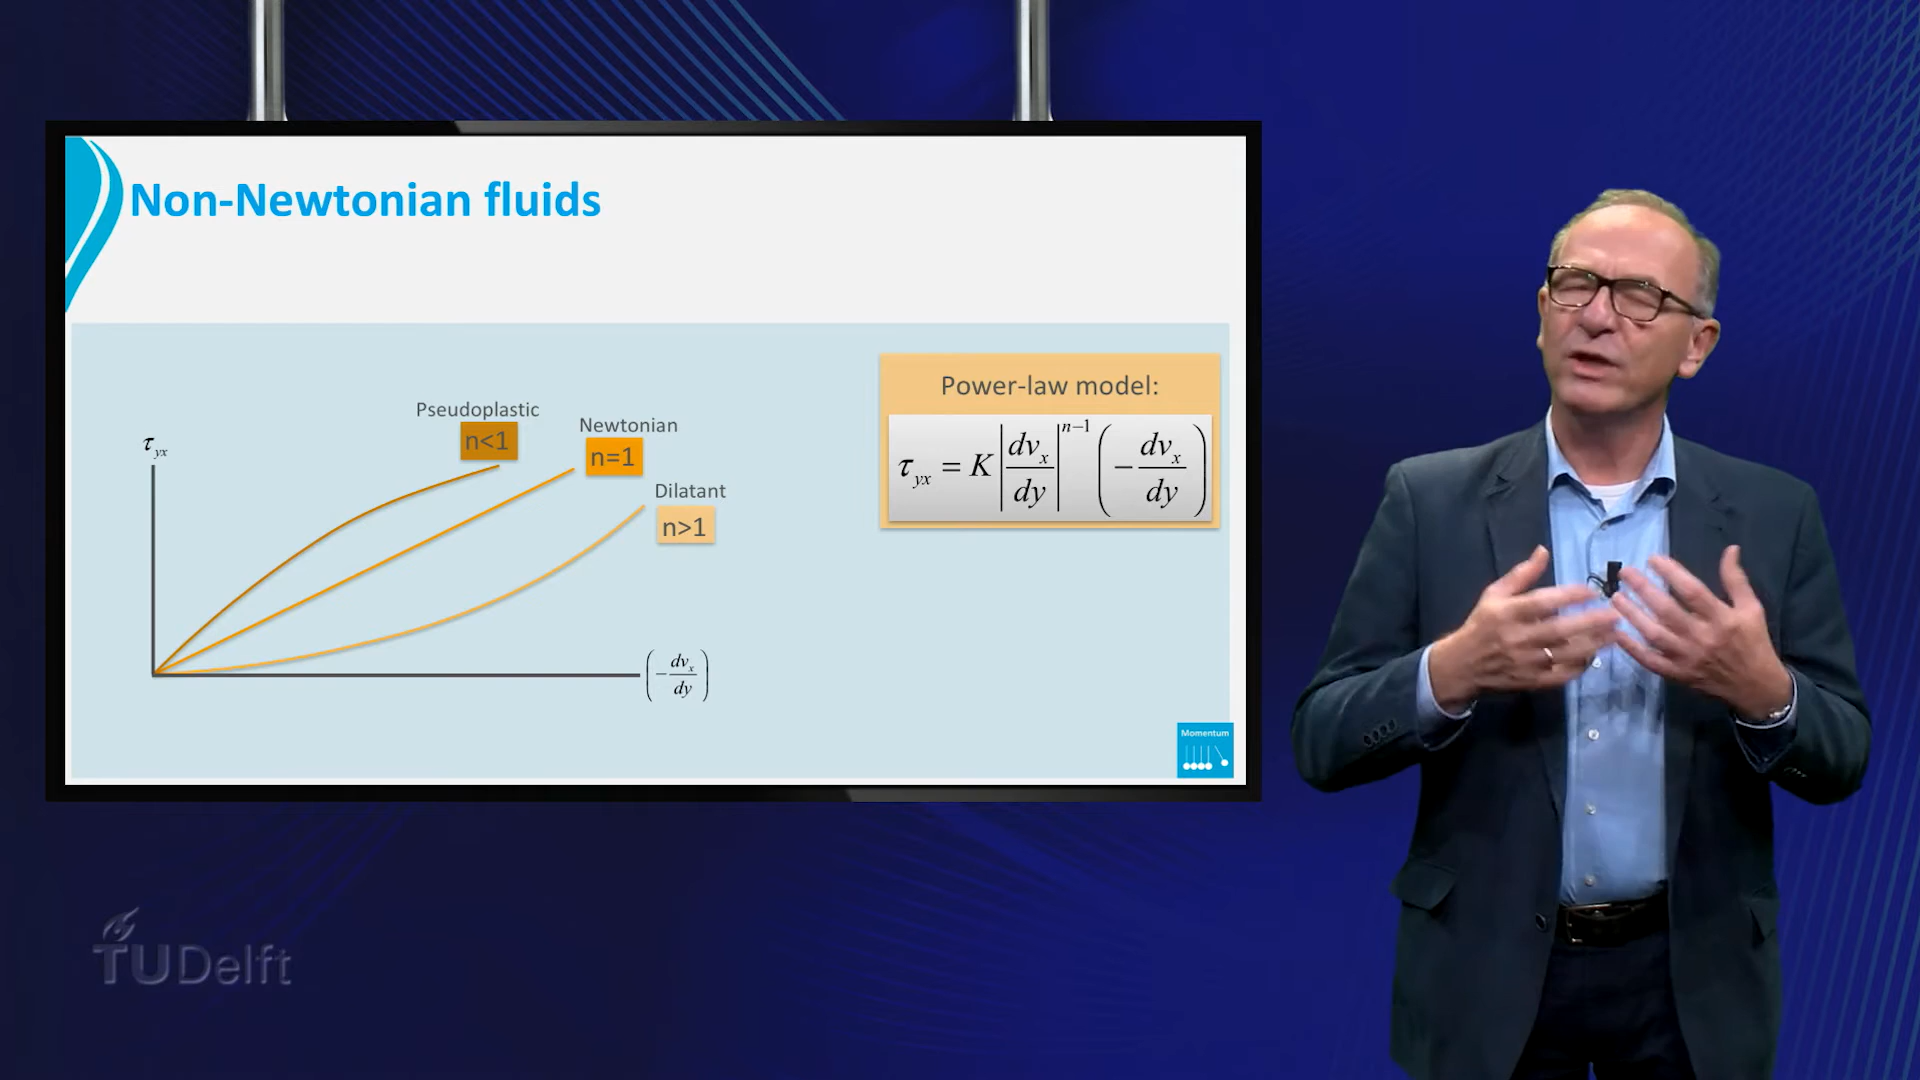 Non-Newtonian fluids
Pseudoplastic
n<1
Newtonian
n=1
Dilatant
n>1
τyx
(−dvx/dy)
Power-law model:
τyx = K|dvx/dy|^{n−1}(−dvx/dy)
Momentum
TUDelft